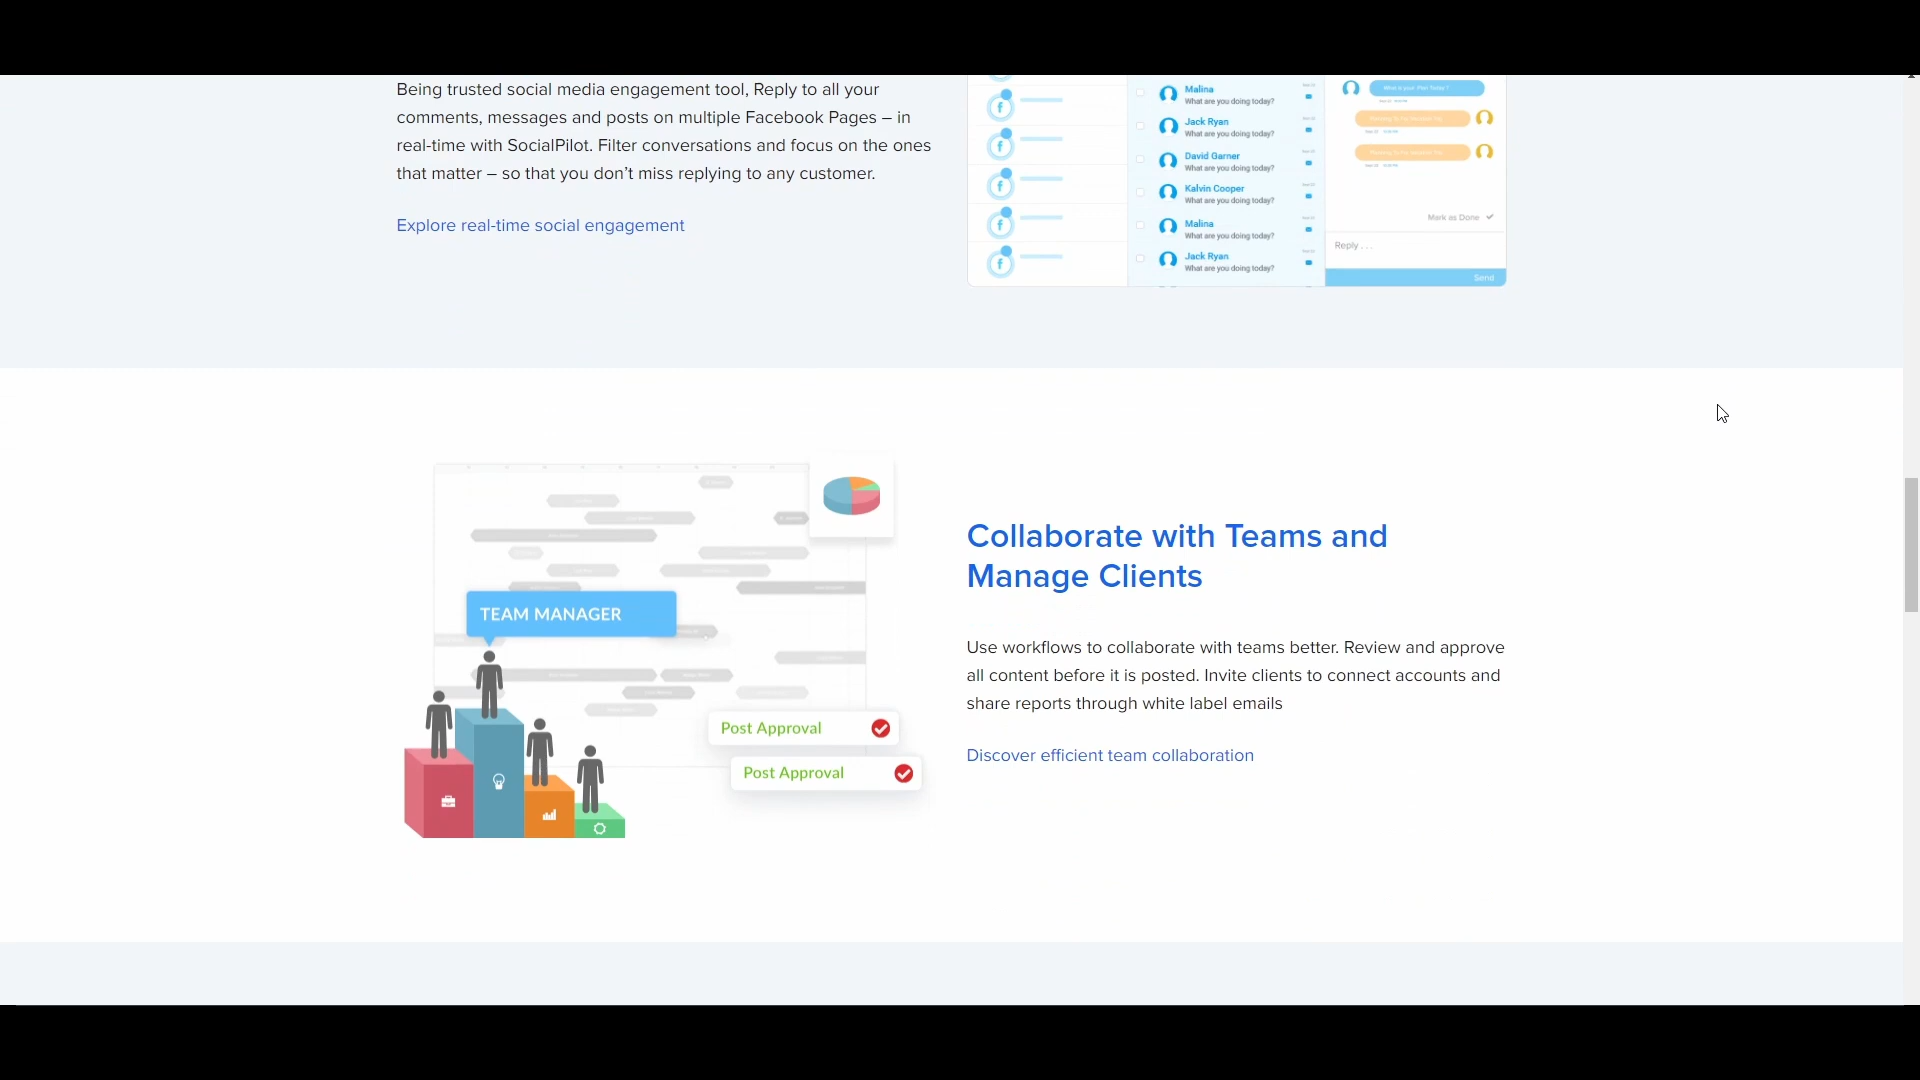 Being trusted social media engagement tool, Reply to all your
comments, messages and posts on multiple Facebook Pages – in
real-time with SocialPilot. Filter conversations and focus on the ones
that matter – so that you don’t miss replying to any customer.
Explore real-time social engagement
Malina
What are you doing today?
Jack Ryan
What are you doing today?
David Garner
What are you doing today?
Kalvin Cooper
What are you doing today?
Malina
What are you doing today?
Jack Ryan
What are you doing today?
Mark as Done
Reply . . .
Send
TEAM MANAGER
Post Approval
Post Approval
Collaborate with Teams and
Manage Clients
Use workflows to collaborate with teams better. Review and approve
all content before it is posted. Invite clients to connect accounts and
share reports through white label emails
Discover efficient team collaboration